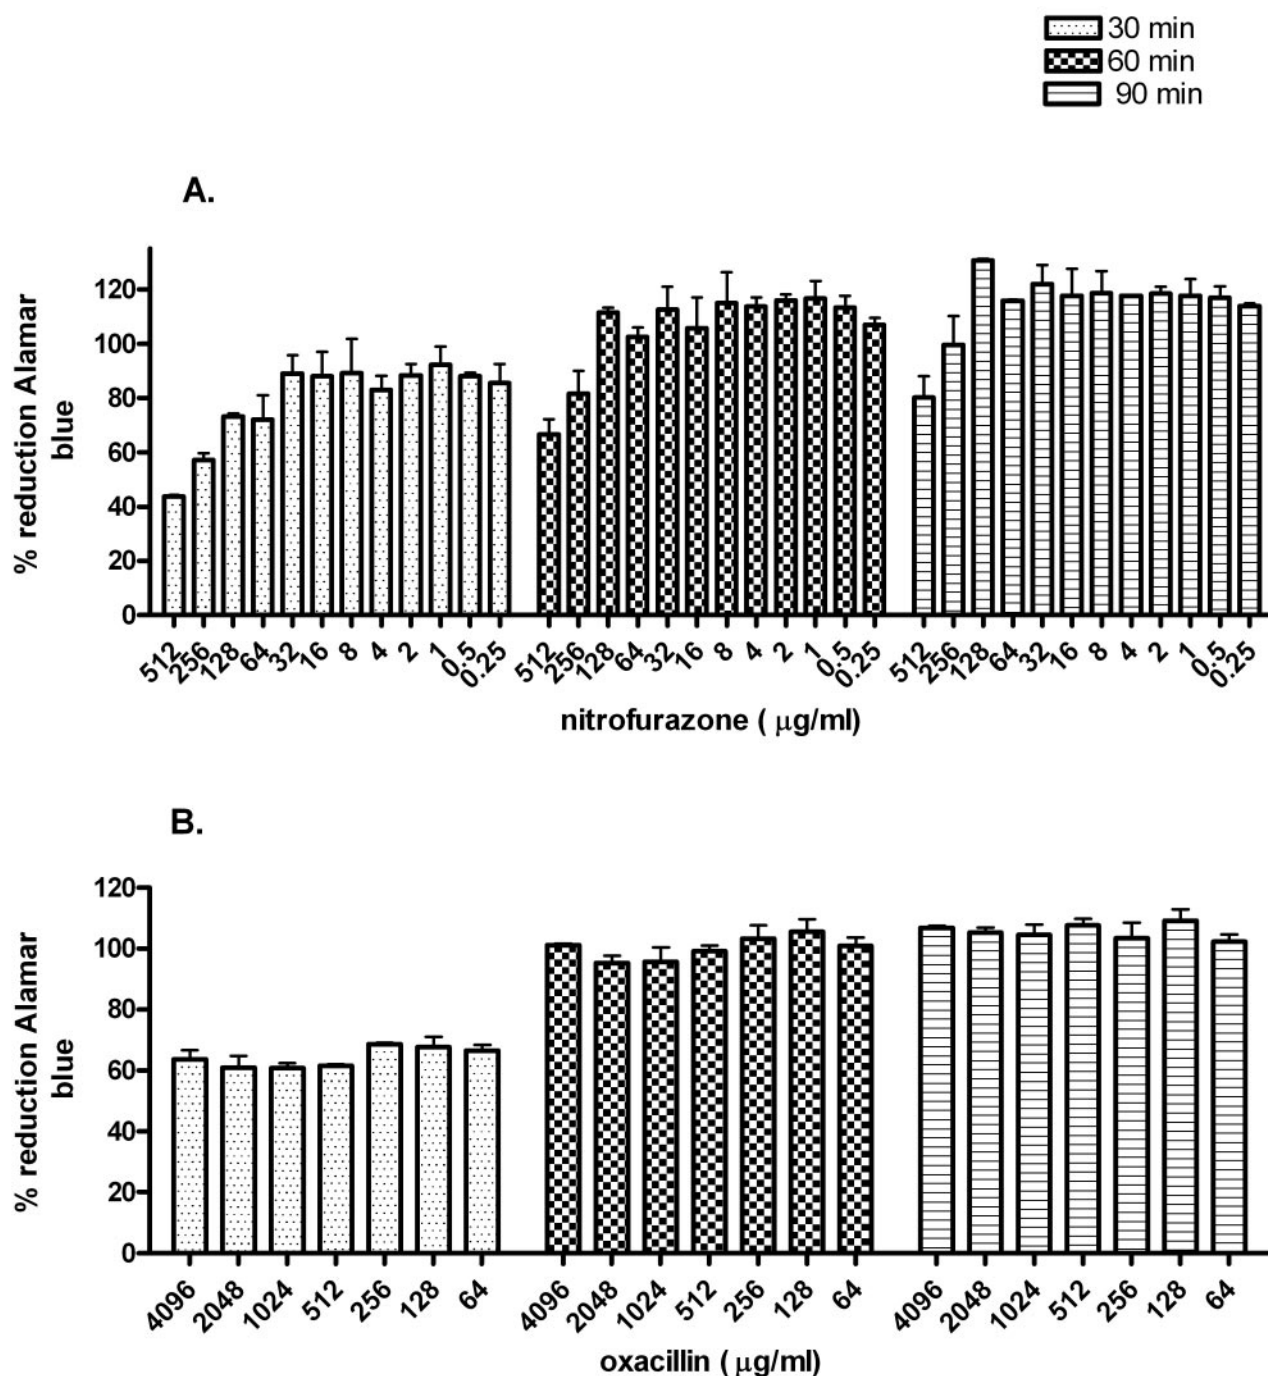 30 min
60 min
90 min
A.
% reduction Alamar
blue
120
100
80
60
40
20
0
512 256 128 64 32 16 8 4 2 1 0.5 0.25 512 256 128 64 32 16 8 4 2 1 0.5 0.25 512 256 128 64 32 16 8 4 2 1 0.5 0.25
nitrofurazone ( μg/ml)
B.
% reduction Alamar
blue
120
100
80
60
40
20
0
4096 2048 1024 512 256 128 64 4096 2048 1024 512 256 128 64 4096 2048 1024 512 256 128 64
oxacillin ( μg/ml)